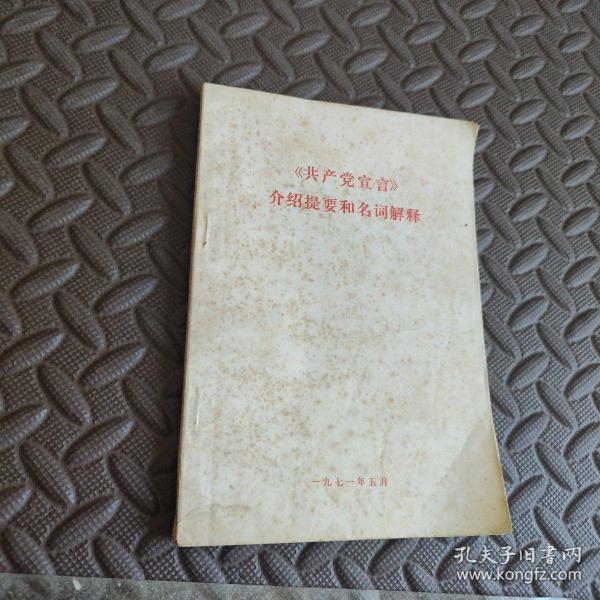 《共产党宣言》
介绍提要和名词解释
一九七一年五月
孔夫子旧书网
www.kongfz.com